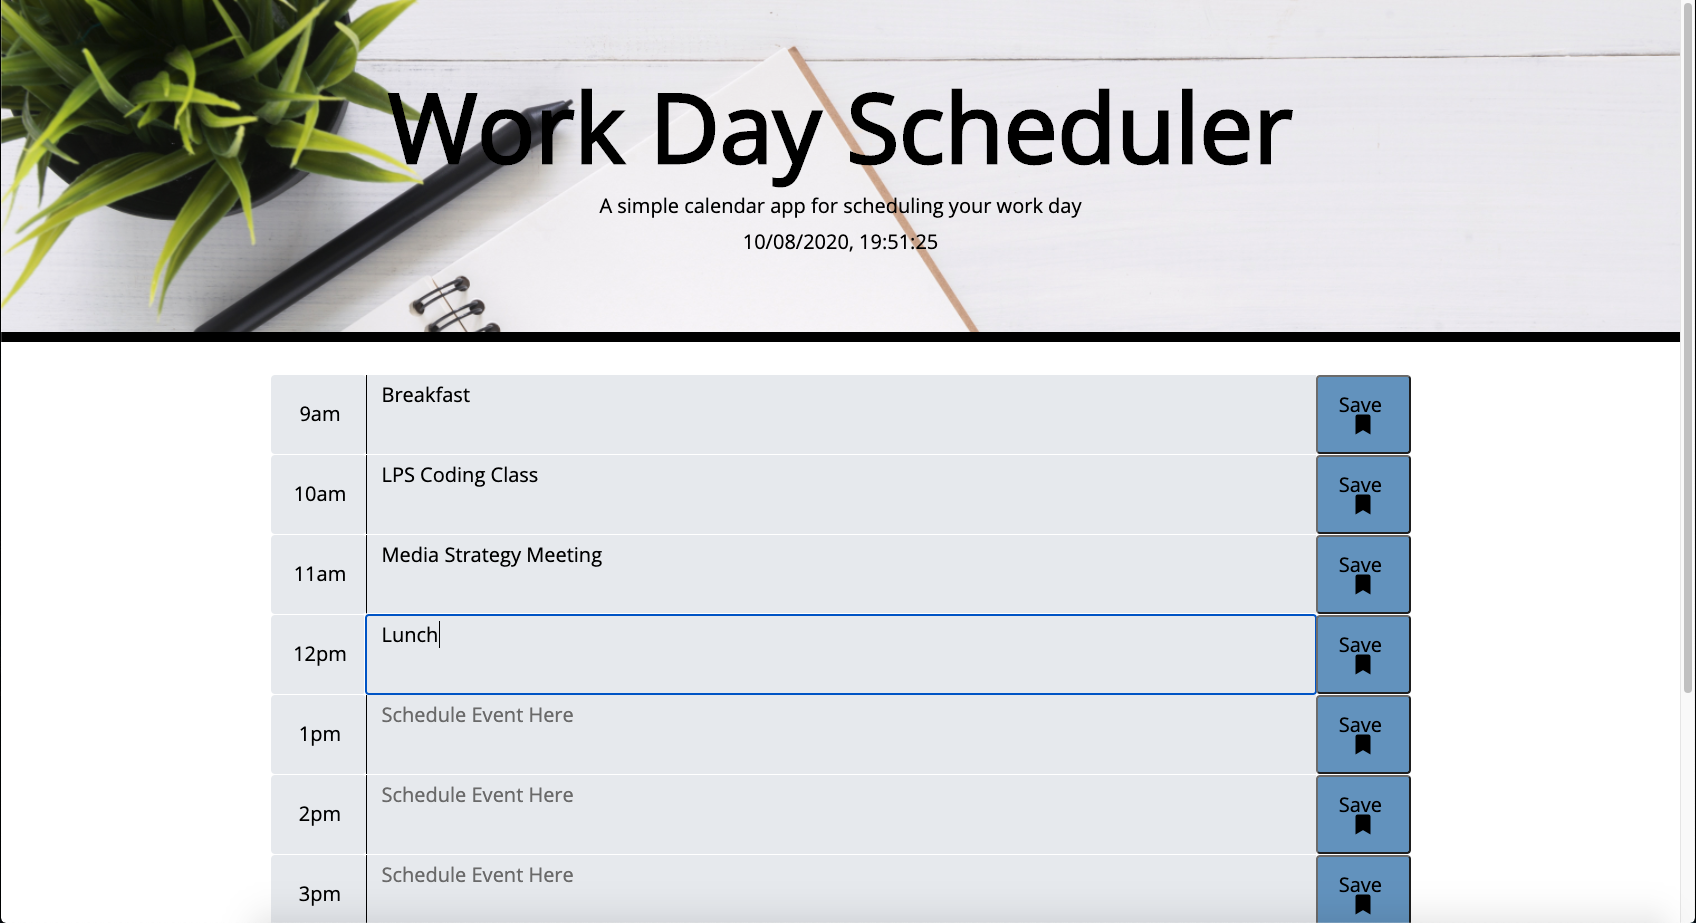 Work Day Scheduler
A simple calendar app for scheduling your work day
10/08/2020, 19:51:25
9am Breakfast Save
10am LPS Coding Class Save
11am Media Strategy Meeting Save
12pm Lunch Save
1pm Schedule Event Here Save
2pm Schedule Event Here Save
3pm Schedule Event Here Save